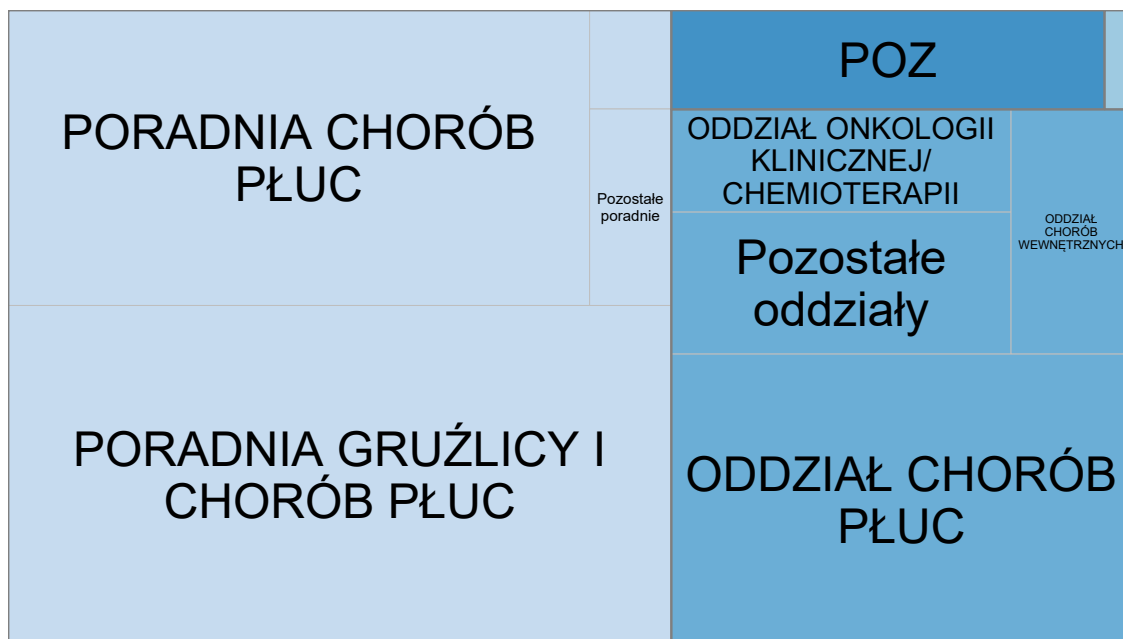 PORADNIA CHORÓB
PŁUC
Pozostałe
poradnie
PORADNIA GRUŹLICY I
CHORÓB PŁUC
POZ
ODDZIAŁ ONKOLOGII
KLINICZNEJ/
CHEMIOTERAPII
Pozostałe
oddziały
ODDZIAŁ
CHORÓB
WEWNĘTRZNYCH
ODDZIAŁ CHORÓB
PŁUC